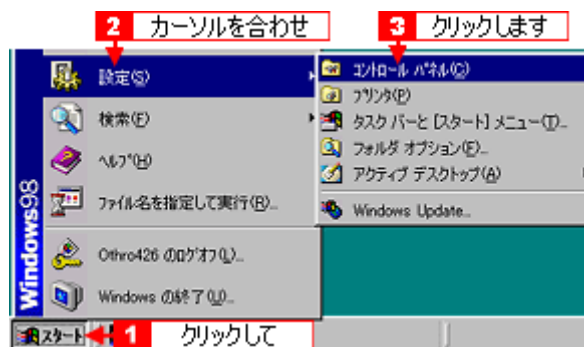 2 カーソルを合わせ
3 クリックします
設定(S)
検索(F)
ヘルプ(H)
ファイル名を指定して実行(R)...
Othro426 のログオフ(L)...
Windows の終了(U)...
Windows98
コントロール パネル(C)
プリンタ(P)
タスク バーと [スタート] メニュー(T)...
フォルダ オプション(F)...
アクティブ デスクトップ(A)
Windows Update...
スタート
1 クリックして